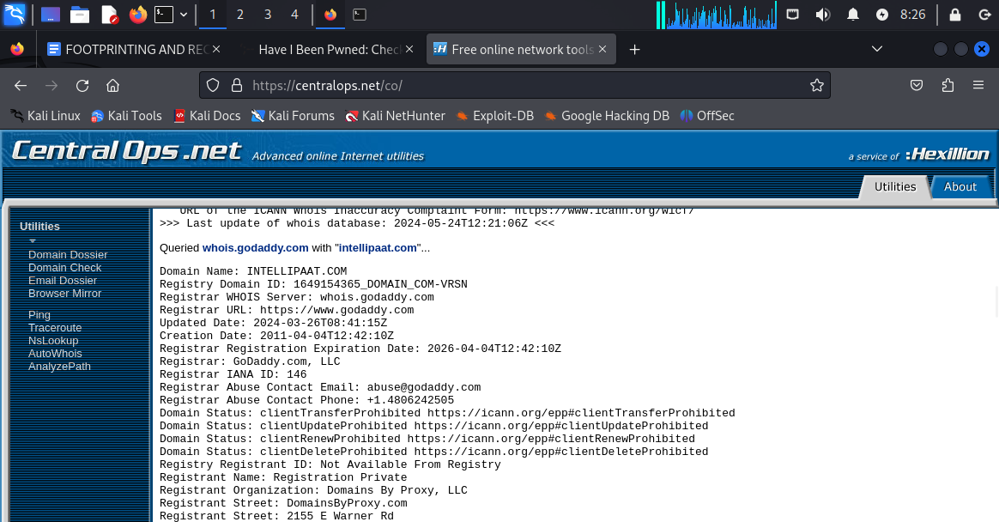 1 2 3 4 8:26
FOOTPRINTING AND REC Have I Been Pwned: Chec Free online network tools
https://centralops.net/co/
Kali Linux Kali Tools Kali Docs Kali Forums Kali NetHunter Exploit-DB Google Hacking DB OffSec
Central Ops .net Advanced online Internet utilities a service of :Hexillion
Utilities About
URL of the ICANN Whois Inaccuracy Complaint Form: https://www.icann.org/wicf/
>>> Last update of whois database: 2024-05-24T12:21:06Z <<<
Utilities
Domain Dossier
Domain Check
Email Dossier
Browser Mirror
Ping
Traceroute
NsLookup
AutoWhois
AnalyzePath
Queried whois.godaddy.com with "intellipaat.com"...
Domain Name: INTELLIPAAT.COM
Registry Domain ID: 1649154365_DOMAIN_COM-VRSN
Registrar WHOIS Server: whois.godaddy.com
Registrar URL: https://www.godaddy.com
Updated Date: 2024-03-26T08:41:15Z
Creation Date: 2011-04-04T12:42:10Z
Registrar Registration Expiration Date: 2026-04-04T12:42:10Z
Registrar: GoDaddy.com, LLC
Registrar IANA ID: 146
Registrar Abuse Contact Email: abuse@godaddy.com
Registrar Abuse Contact Phone: +1.4806242505
Domain Status: clientTransferProhibited https://icann.org/epp#clientTransferProhibited
Domain Status: clientUpdateProhibited https://icann.org/epp#clientUpdateProhibited
Domain Status: clientRenewProhibited https://icann.org/epp#clientRenewProhibited
Domain Status: clientDeleteProhibited https://icann.org/epp#clientDeleteProhibited
Registry Registrant ID: Not Available From Registry
Registrant Name: Registration Private
Registrant Organization: Domains By Proxy, LLC
Registrant Street: DomainsByProxy.com
Registrant Street: 2155 E Warner Rd